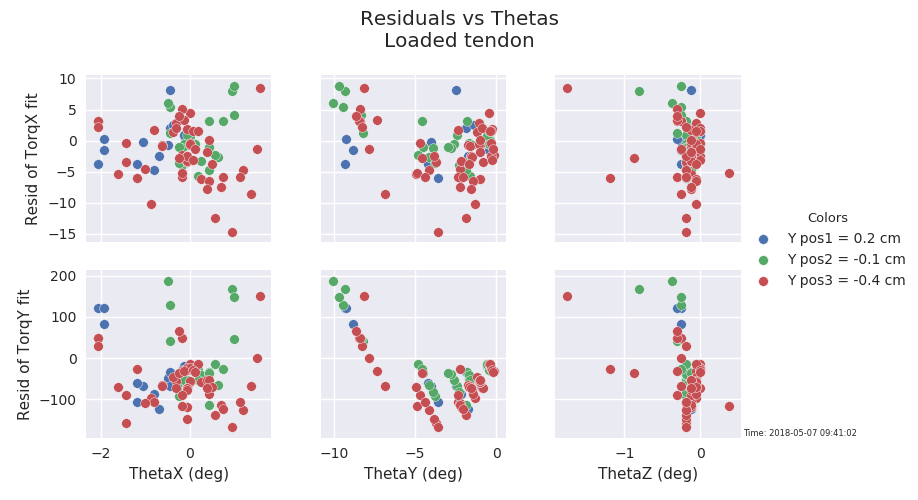 Residuals vs Thetas
Loaded tendon
Resid of TorqX fit
10
5
0
−5
−10
−15
Resid of TorqY fit
200
100
0
−100
−2
0
ThetaX (deg)
−10
−5
0
ThetaY (deg)
−1
0
ThetaZ (deg)
Colors
Y pos1 = 0.2 cm
Y pos2 = -0.1 cm
Y pos3 = -0.4 cm
Time: 2018-05-07 09:41:02